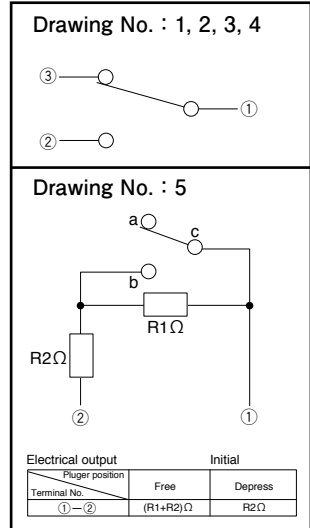 Drawing No. : 1, 2, 3, 4
③
①
②
Drawing No. : 5
a
c
b
R1Ω
R2Ω
②
①
Electrical output Initial
Pluger position
Terminal No.
Free
Depress
①—②
(R1+R2)Ω
R2Ω